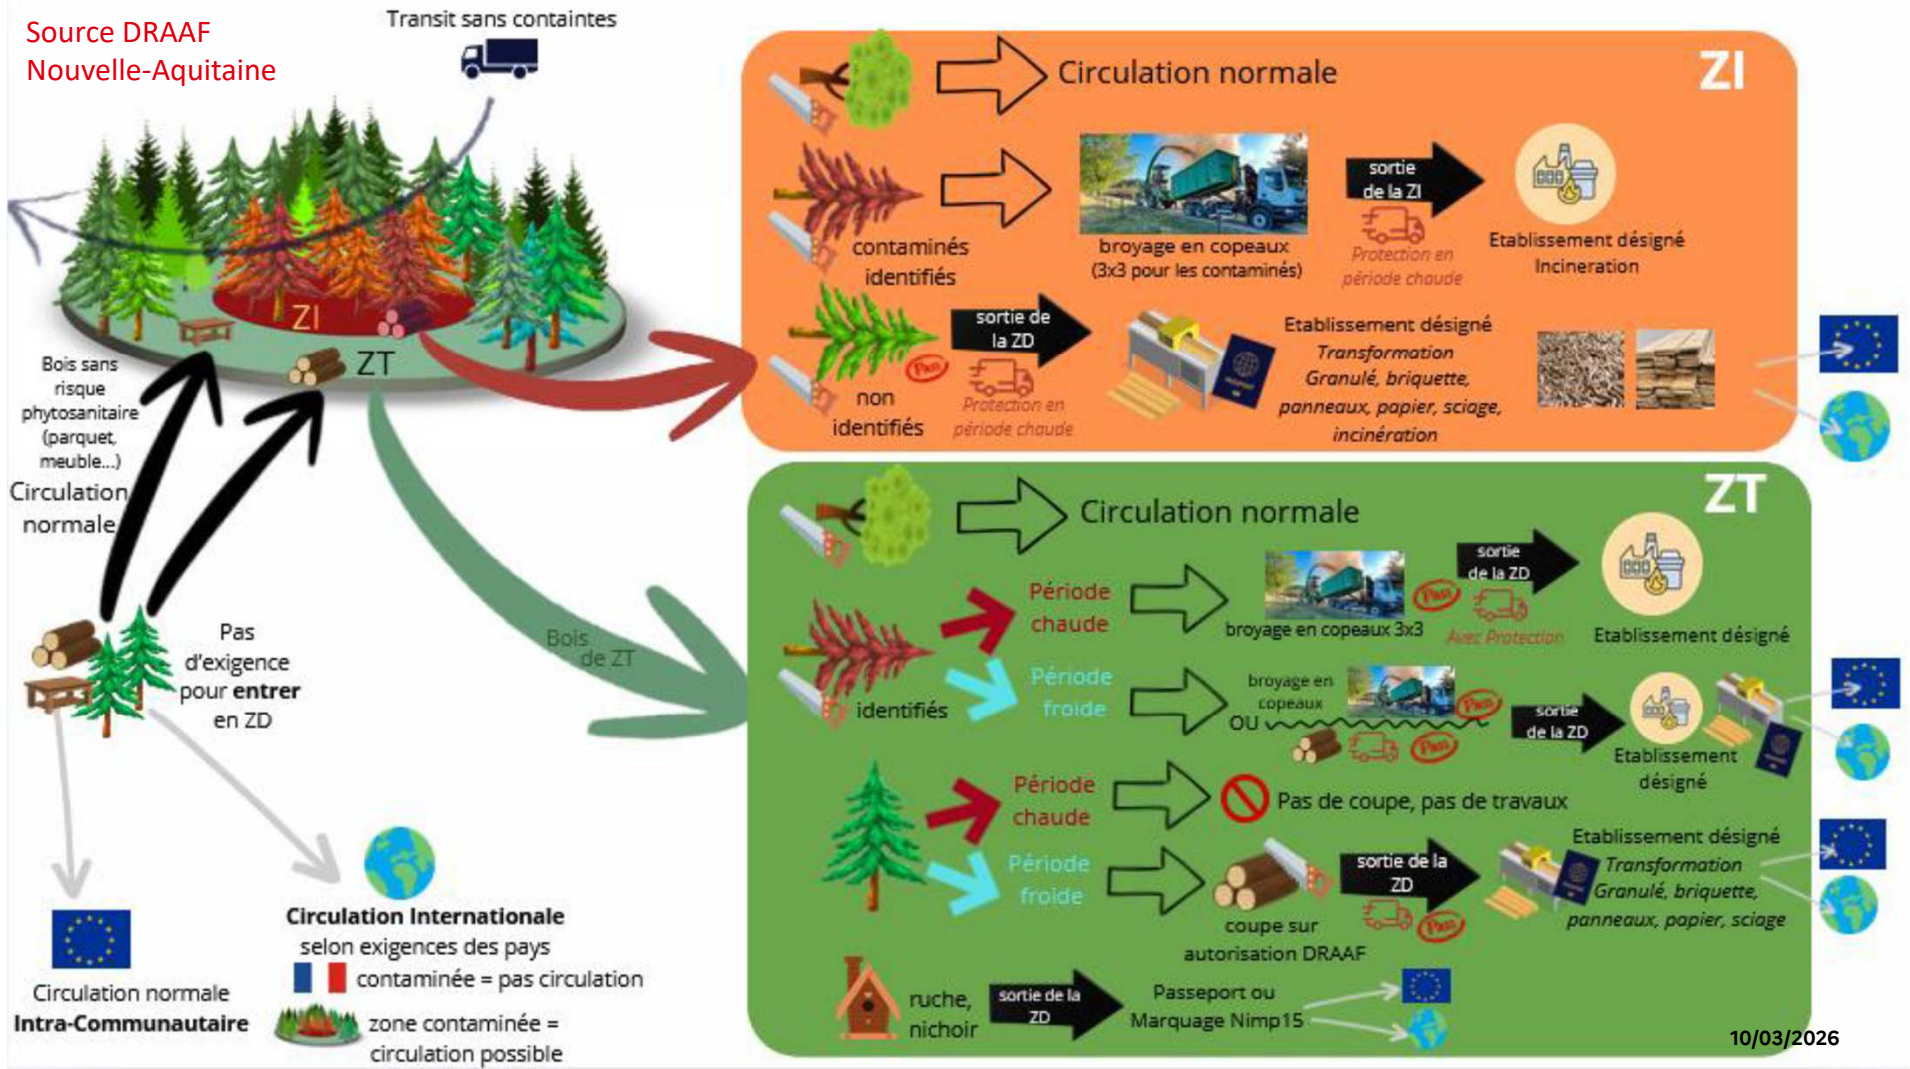 Source DRAAF
Nouvelle-Aquitaine
Transit sans containtes
ZI
ZT
Bois sans
risque
phytosanitaire
(parquet,
meuble...)
Circulation
normale
Pas
d'exigence
pour entrer
en ZD
Bois
de ZT
Circulation normale
Intra-Communautaire
Circulation Internationale
selon exigences des pays
contaminée = pas circulation
zone contaminée =
circulation possible
ZI
Circulation normale
contaminés
identifiés
broyage en copeaux
(3x3 pour les contaminés)
sortie
de la ZI
Protection en
période chaude
Etablissement désigné
Incineration
non
identifiés
Pass
sortie de
la ZD
Protection en
période chaude
Etablissement désigné
Transformation
Granulé, briquette,
panneaux, papier, sciage,
incinération
ZT
Circulation normale
identifiés
Période
chaude
broyage en copeaux 3x3
Pass
sortie
de la ZD
Avec Protection
Etablissement désigné
Période
froide
broyage en
copeaux
Pass
OU
Pass
sortie
de la ZD
Etablissement
désigné
Période
chaude
Pas de coupe, pas de travaux
Période
froide
coupe sur
autorisation DRAAF
sortie de la
ZD
Pass
Etablissement désigné
Transformation
Granulé, briquette,
panneaux, papier, sciage
ruche,
nichoir
sortie de la
ZD
Passeport ou
Marquage Nimp15
10/03/2026